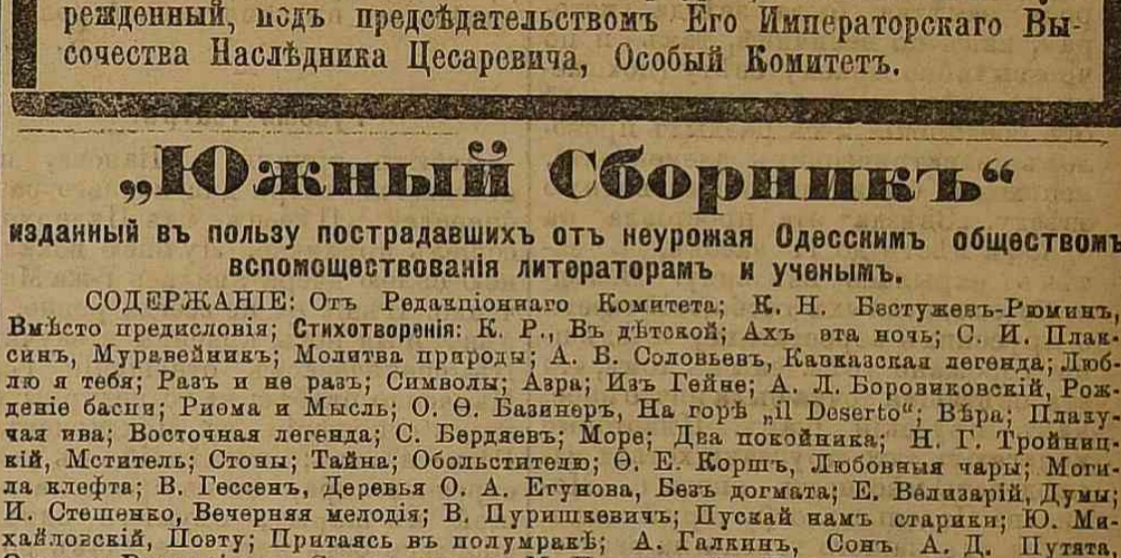 режденный, подъ предсѣдательствомъ Его Императорскаго Вы-
сочества Наслѣдника Цесаревича, Особый Комитетъ.
„Южный Сборникъ“
изданный въ пользу пострадавшихъ отъ неурожая Одесскимъ обществомъ
вспомоществованія литераторамъ и ученымъ.
СОДЕРЖАНІЕ: Отъ Редакціоннаго Комитета; К. Н. Бестужевъ-Рюминъ,
Вмѣсто предисловія; Стихотворенія: К. Р., Въ дѣтской; Ахъ эта ночь; С. И. Плак-
синъ, Муравейникъ; Молитва природы; А. В. Соловьевъ, Кавказская легенда; Люб-
лю я тебя; Разъ и не разъ; Символы; Азра; Изъ Гейне; А. Л. Боровиковскій, Рож-
деніе басни; Риѳма и Мысль; О. Ѳ. Базинеръ, На горѣ „il Deserto“; Вѣра; Плаку-
чая ива; Восточная легенда; С. Бердяевъ; Море; Два покойника; Н. Г. Тройниц-
кій, Мститель; Стоны; Тайна; Обольстителю; Ѳ. Е. Коршъ, Любовныя чары; Моги-
ла клефта; В. Гессенъ, Деревья О. А. Егунова, Безъ догмата; Е. Велизарій, Думы;
И. Стешенко, Вечерняя мелодія; В. Пуришкевичъ; Пускай намъ старики; Ю. Ми-
хайловскій, Поэту; Притаясь въ полумракѣ; А. Галкинъ, Сонъ А. Д. Путята,